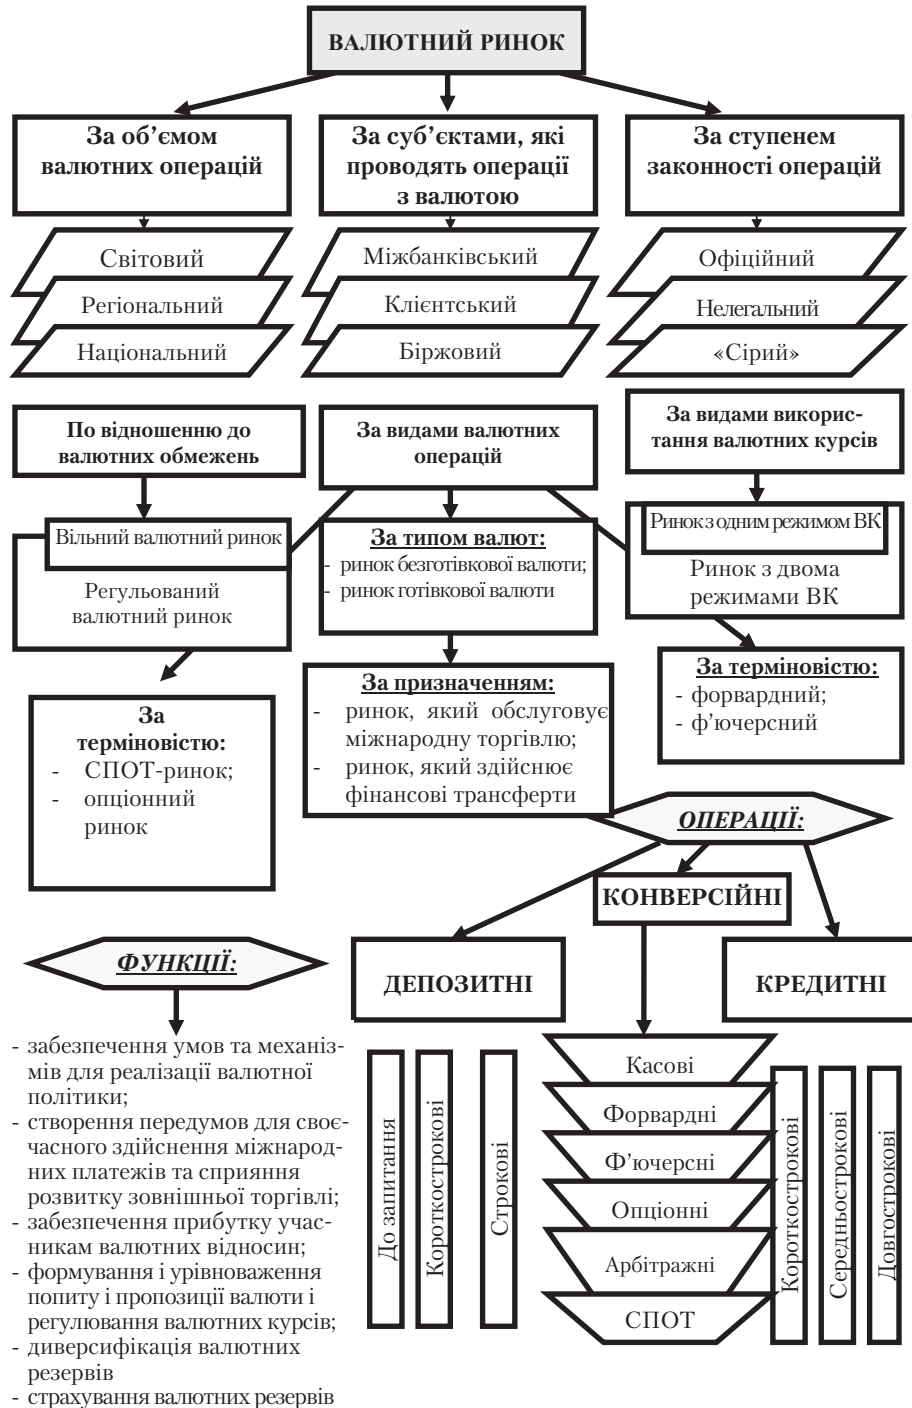 ВАЛЮТНИЙ РИНОК
За об’ємом
валютних операцій
За суб’єктами, які
проводять операції
з валютою
За ступенем
законності операцій
Світовий
Регіональний
Національний
Міжбанківський
Клієнтський
Біржовий
Офіційний
Нелегальний
«Сірий»
По відношенню до
валютних обмежень
За видами валютних
операцій
За видами викорис-
тання валютних курсів
Вільний валютний ринок
Регульований
валютний ринок
За типом валют:
- ринок безготівкової валюти;
- ринок готівкової валюти
Ринок з одним режимом ВК
Ринок з двома
режимами ВК
За
терміновістю:
- СПОТ-ринок;
- опціонний
ринок
За призначенням:
- ринок, який обслуговує
міжнародну торгівлю;
- ринок, який здійснює
фінансові трансферти
За терміновістю:
- форвардний;
- ф’ючерсний
ОПЕРАЦІЇ:
КОНВЕРСІЙНІ
ДЕПОЗИТНІ
КРЕДИТНІ
ФУНКЦІЇ:
- забезпечення умов та механіз-
мів для реалізації валютної
політики;
- створення передумов для своє-
часного здійснення міжнарод-
них платежів та сприяння
розвитку зовнішньої торгівлі;
- забезпечення прибутку учас-
никам валютних відносин;
- формування і урівноваження
попиту і пропозиції валюти і
регулювання валютних курсів;
- диверсифікація валютних
резервів
- страхування валютних резервів
До запитання
Короткострокові
Строкові
Касові
Форвардні
Ф’ючерсні
Опціонні
Арбітражні
СПОТ
Короткострокові
Середньострокові
Довгострокові